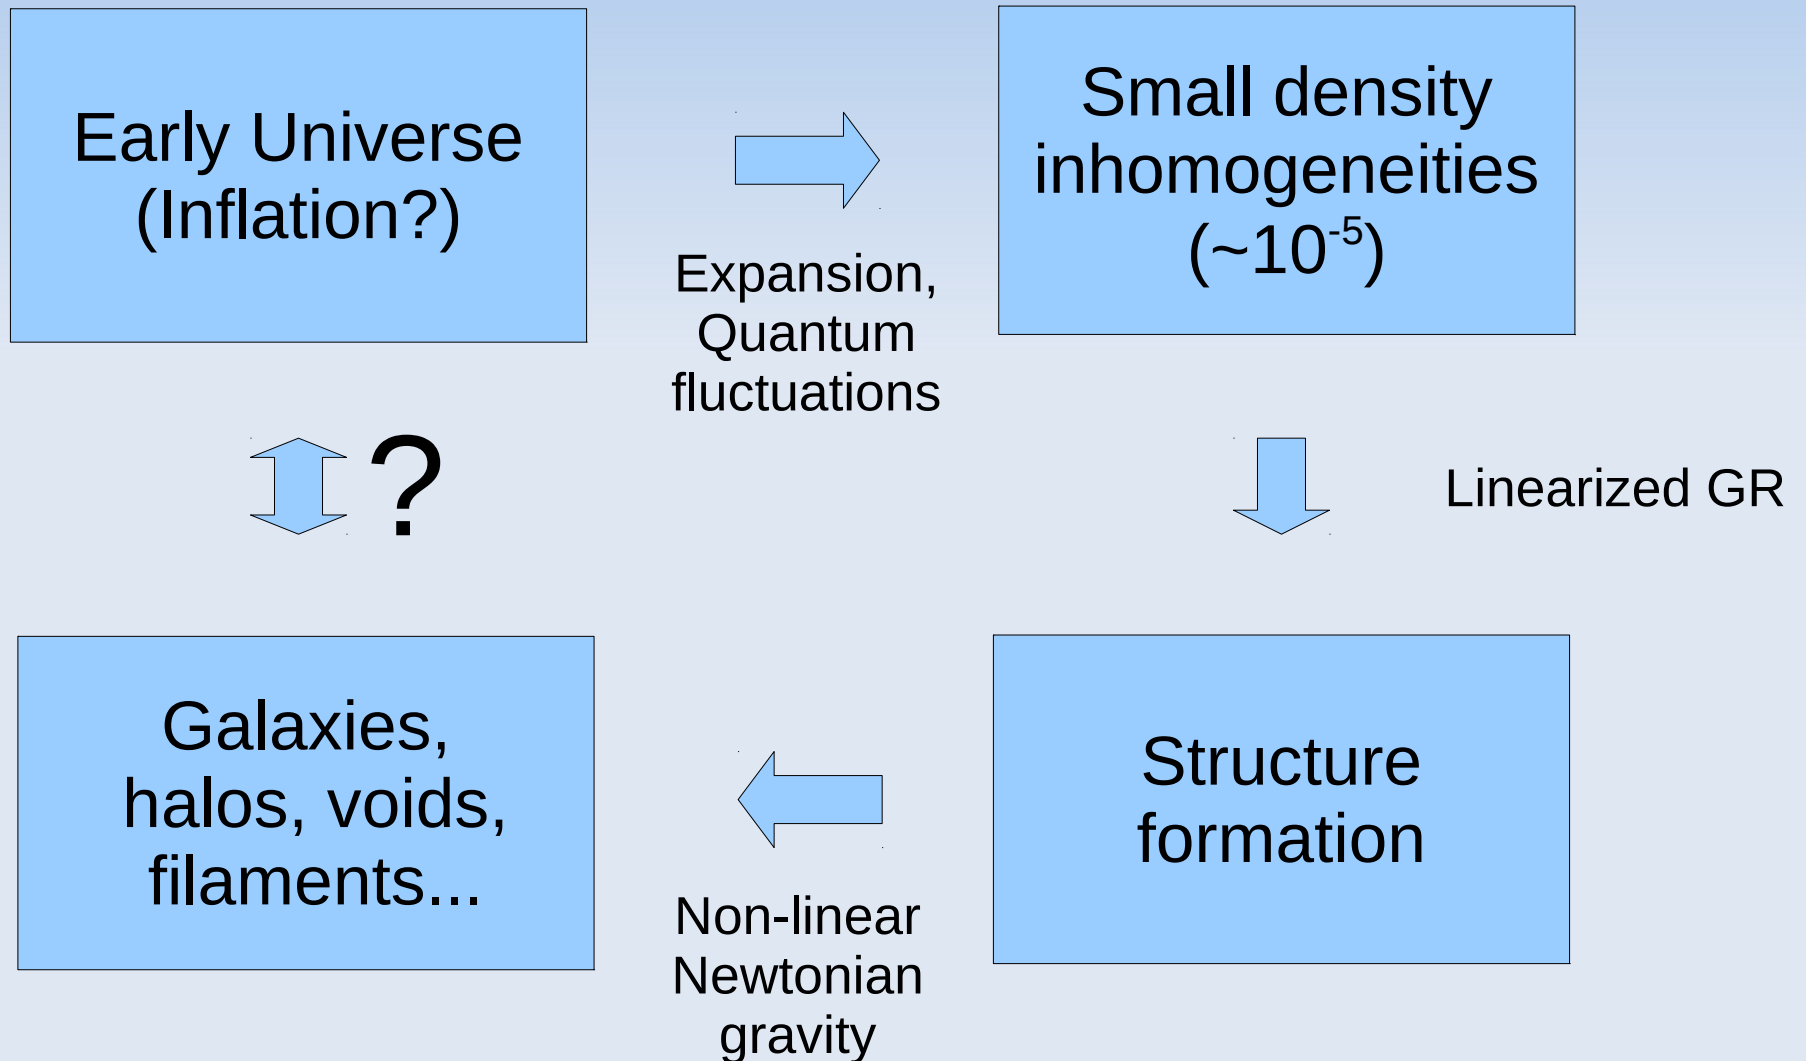 Early Universe
(Inflation?)
Expansion,
Quantum
fluctuations
Small density
inhomogeneities
(~10⁻⁵)
?
Linearized GR
Galaxies,
halos, voids,
filaments...
Non-linear
Newtonian
gravity
Structure
formation